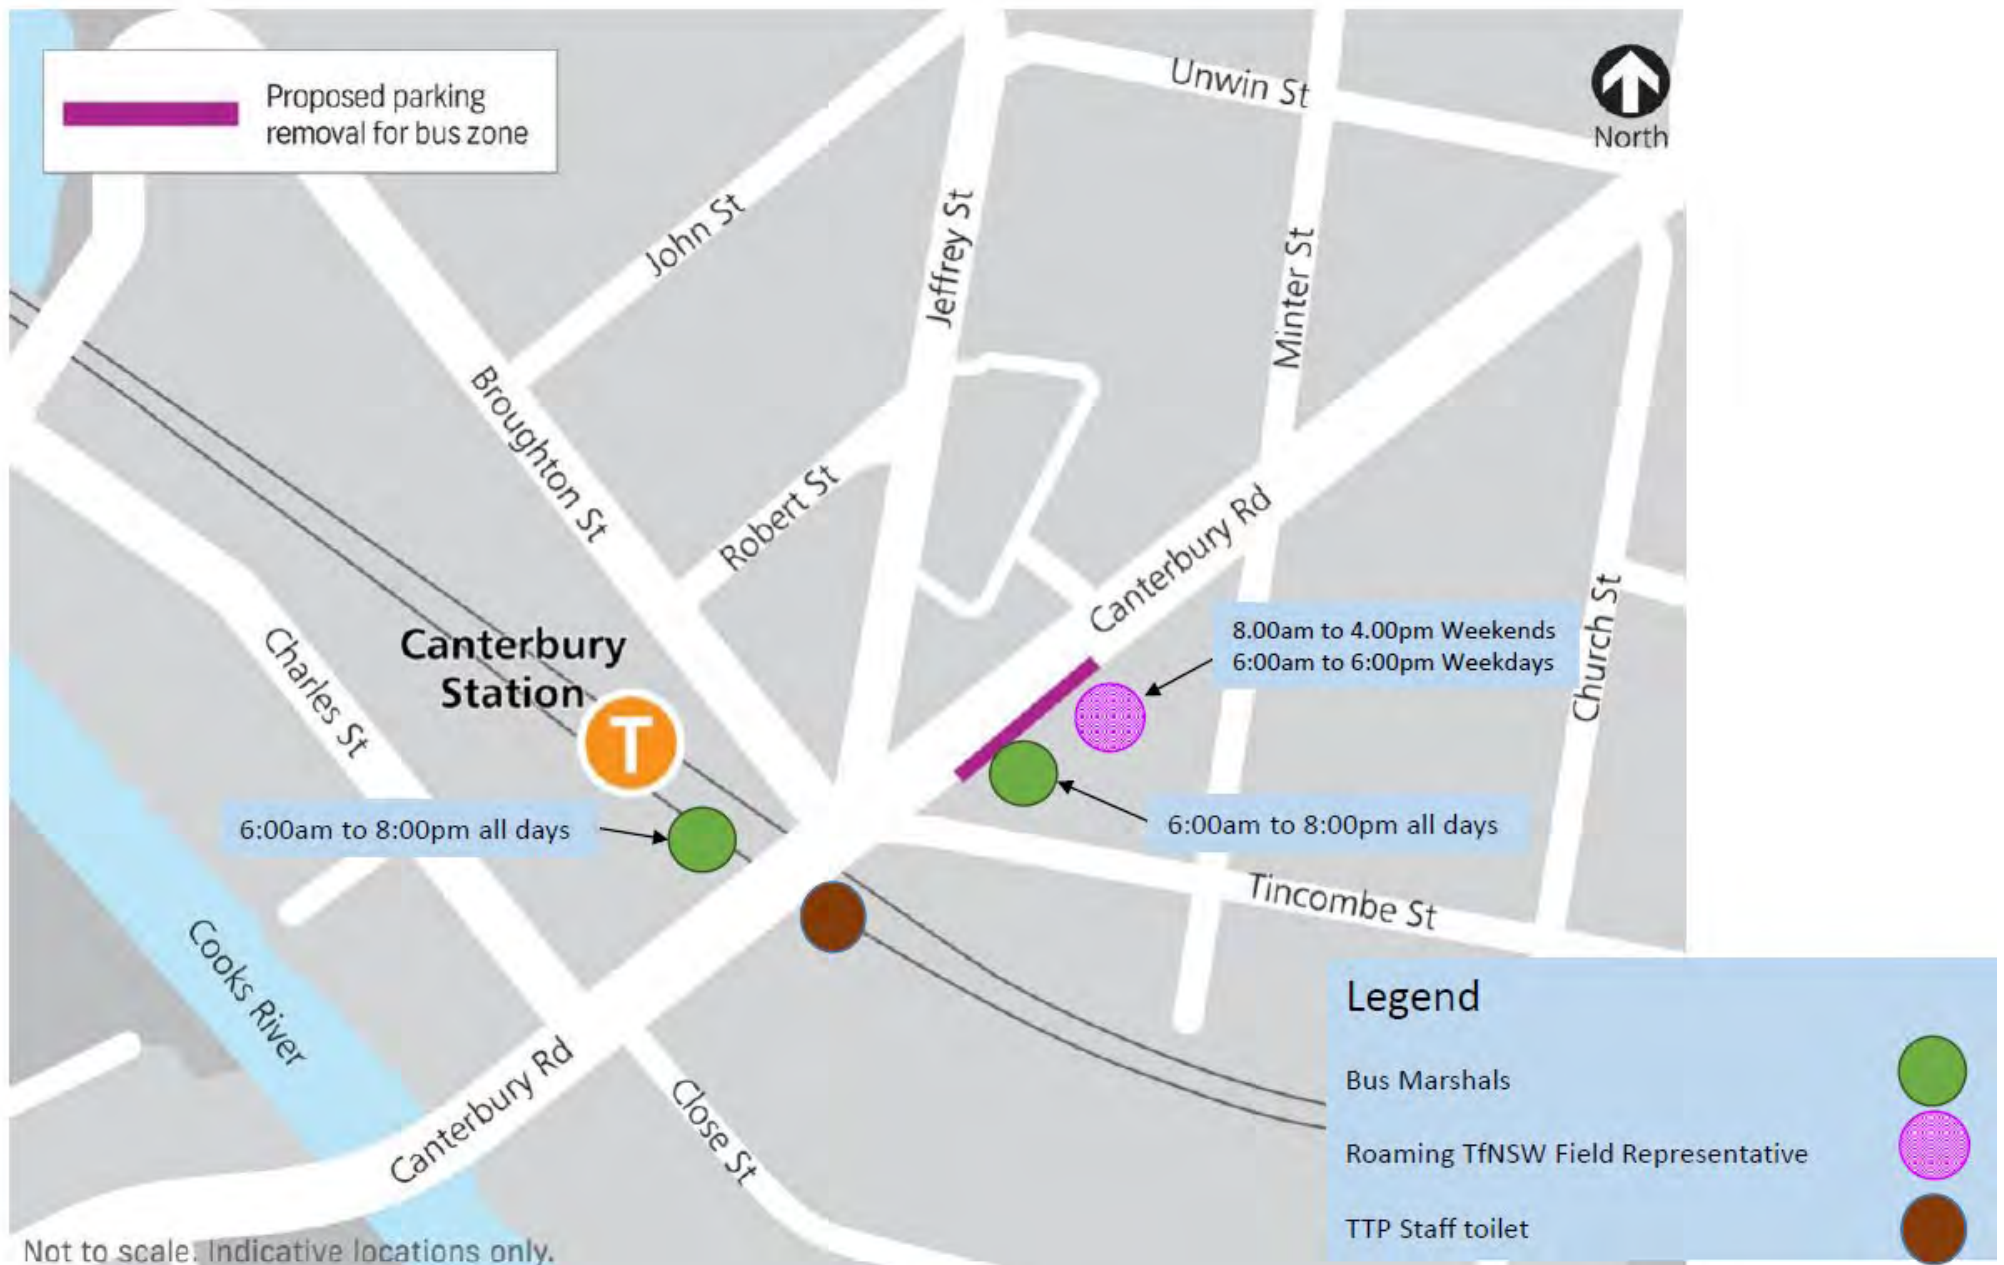 Proposed parking
removal for bus zone
Unwin St
North
John St
Jeffrey St
Minter St
Broughton St
Robert St
Canterbury Rd
Church St
8.00am to 4.00pm Weekends
6:00am to 6:00pm Weekdays
Canterbury
Station
T
Charles St
6:00am to 8:00pm all days
6:00am to 8:00pm all days
Tincombe St
Cooks River
Canterbury Rd
Close St
Legend
Bus Marshals
Roaming TfNSW Field Representative
TTP Staff toilet
Not to scale. Indicative locations only.